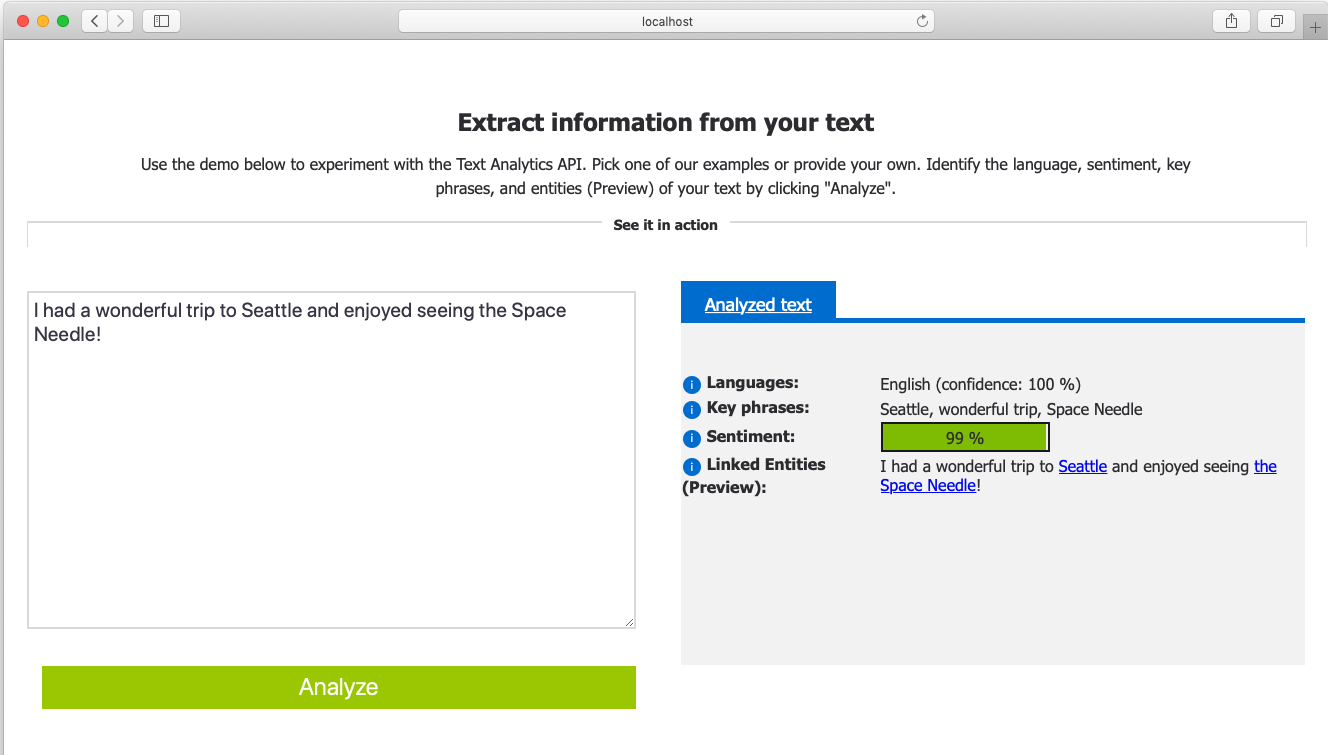 localhost
Extract information from your text
Use the demo below to experiment with the Text Analytics API. Pick one of our examples or provide your own. Identify the language, sentiment, key
phrases, and entities (Preview) of your text by clicking "Analyze".
See it in action
I had a wonderful trip to Seattle and enjoyed seeing the Space
Needle!
Analyze
Analyzed text
i Languages: English (confidence: 100 %)
i Key phrases: Seattle, wonderful trip, Space Needle
i Sentiment: 99 %
i Linked Entities I had a wonderful trip to Seattle and enjoyed seeing the
(Preview): Space Needle!